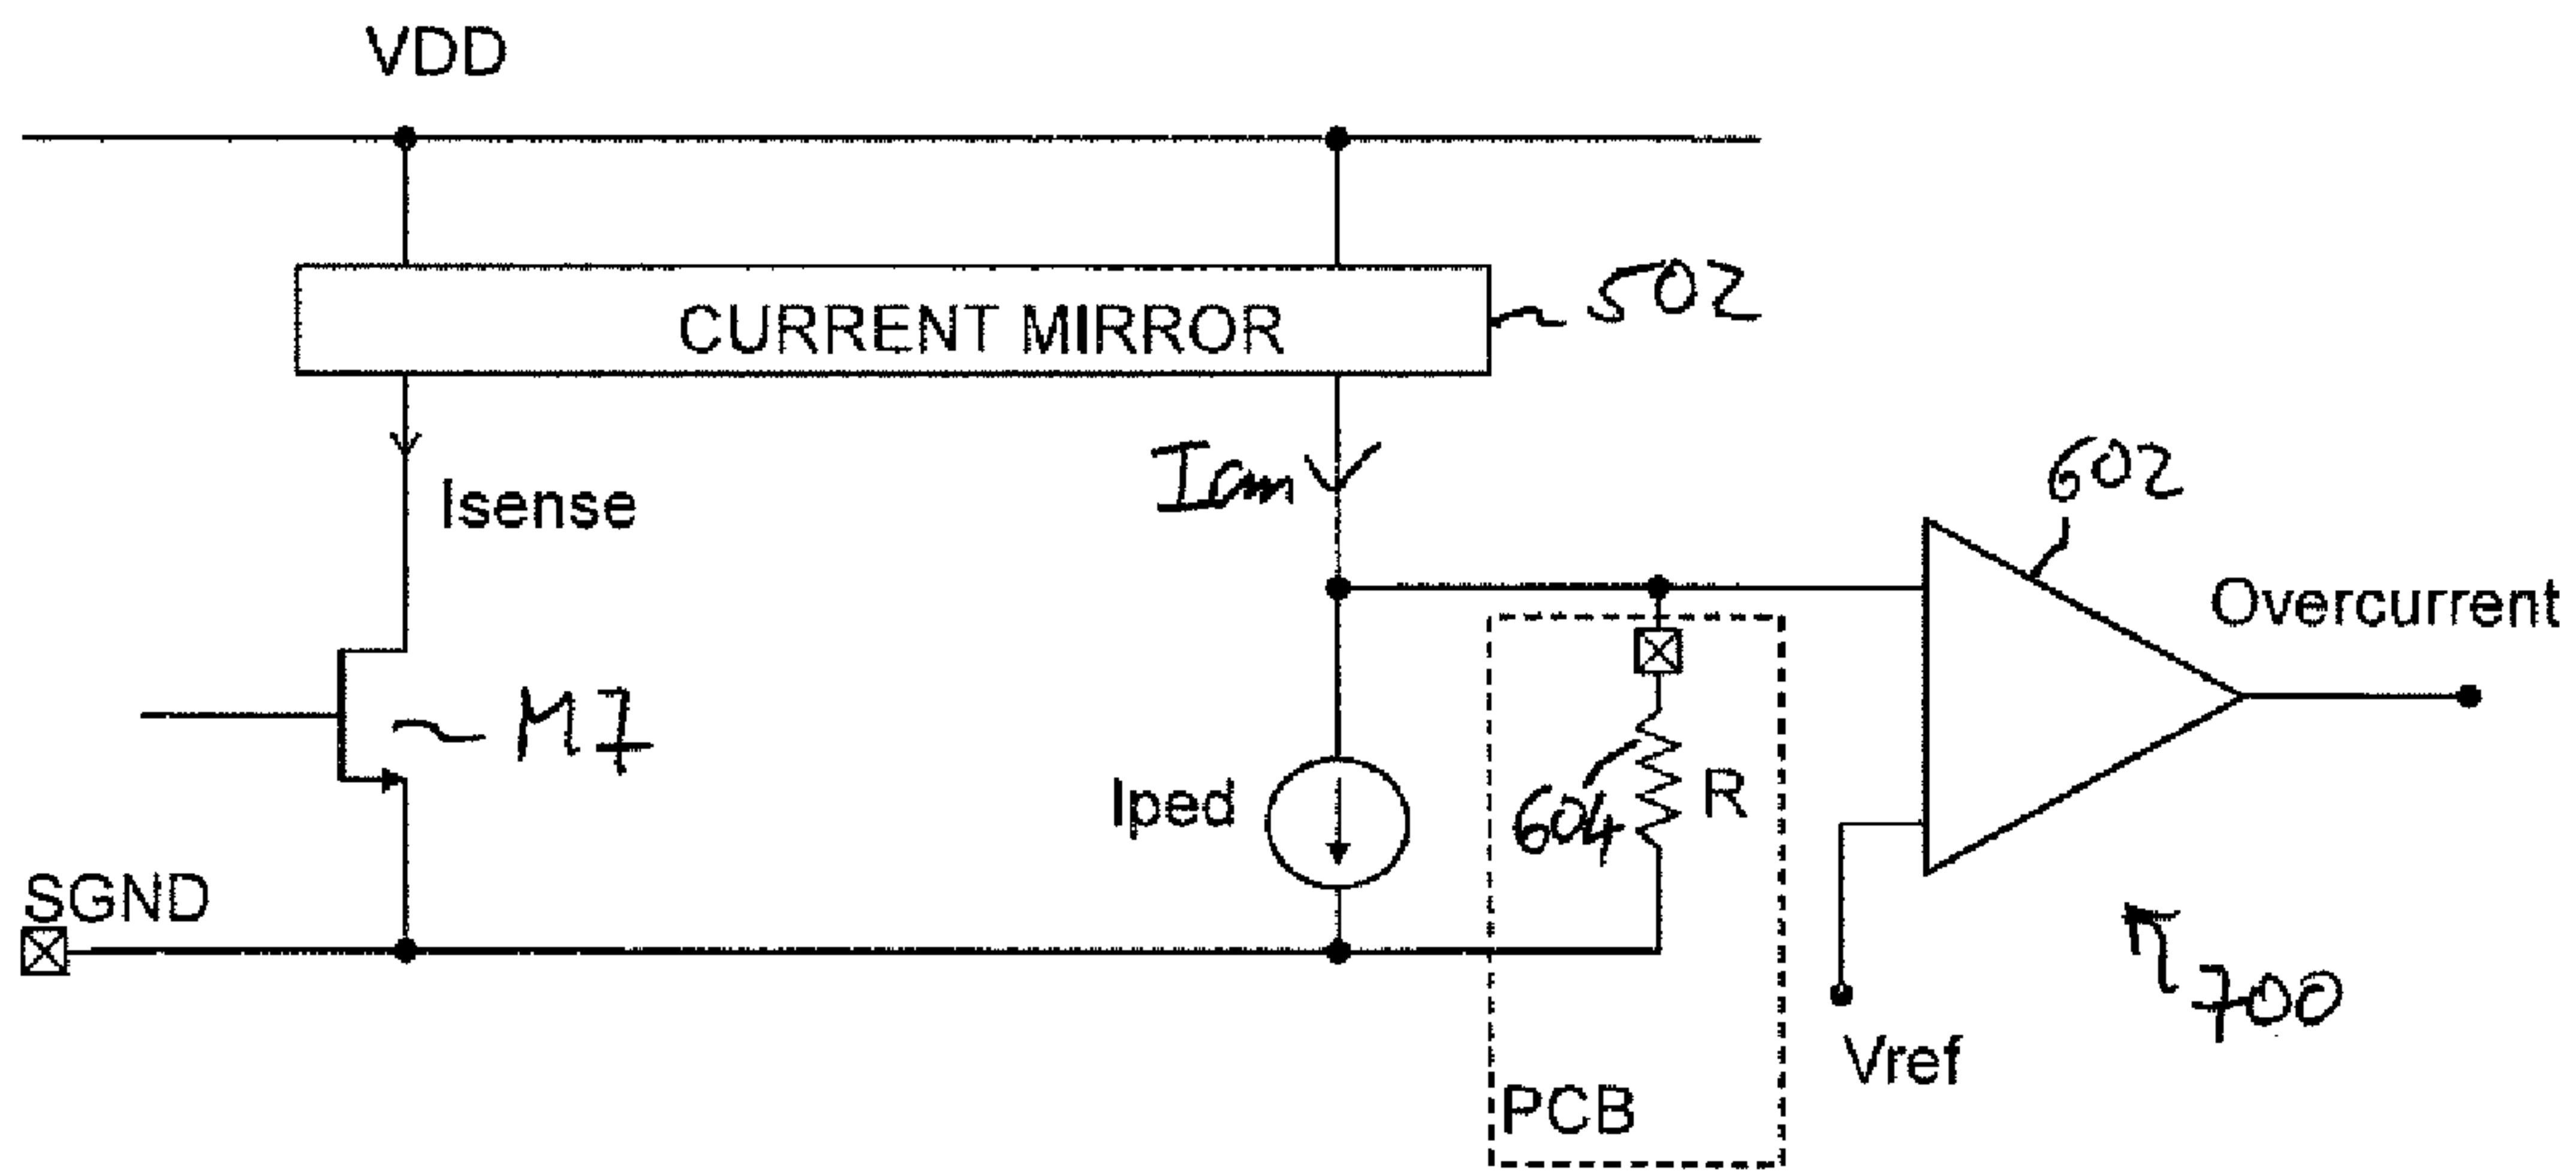 VDD
CURRENT MIRROR
502
Isense
Icm
602
Overcurrent
M7
Iped
604
R
SGND
700
Vref
PCB